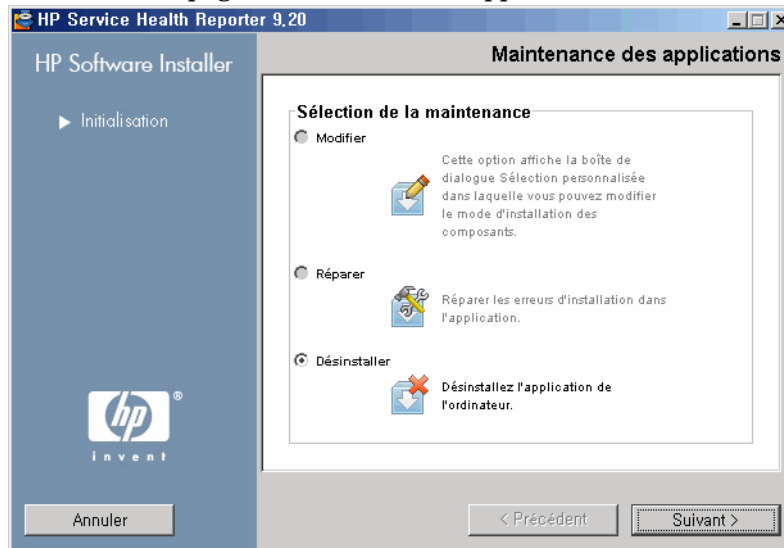 HP Service Health Reporter 9,20
HP Software Installer
Maintenance des applications
Initialisation
Sélection de la maintenance
Modifier
Cette option affiche la boîte de
dialogue Sélection personnalisée
dans laquelle vous pouvez modifier
le mode d'installation des
composants.
Réparer
Réparer les erreurs d'installation dans
l'application.
Désinstaller
Désinstallez l'application de
l'ordinateur.
hp
®
invent
Annuler
< Précédent
Suivant >